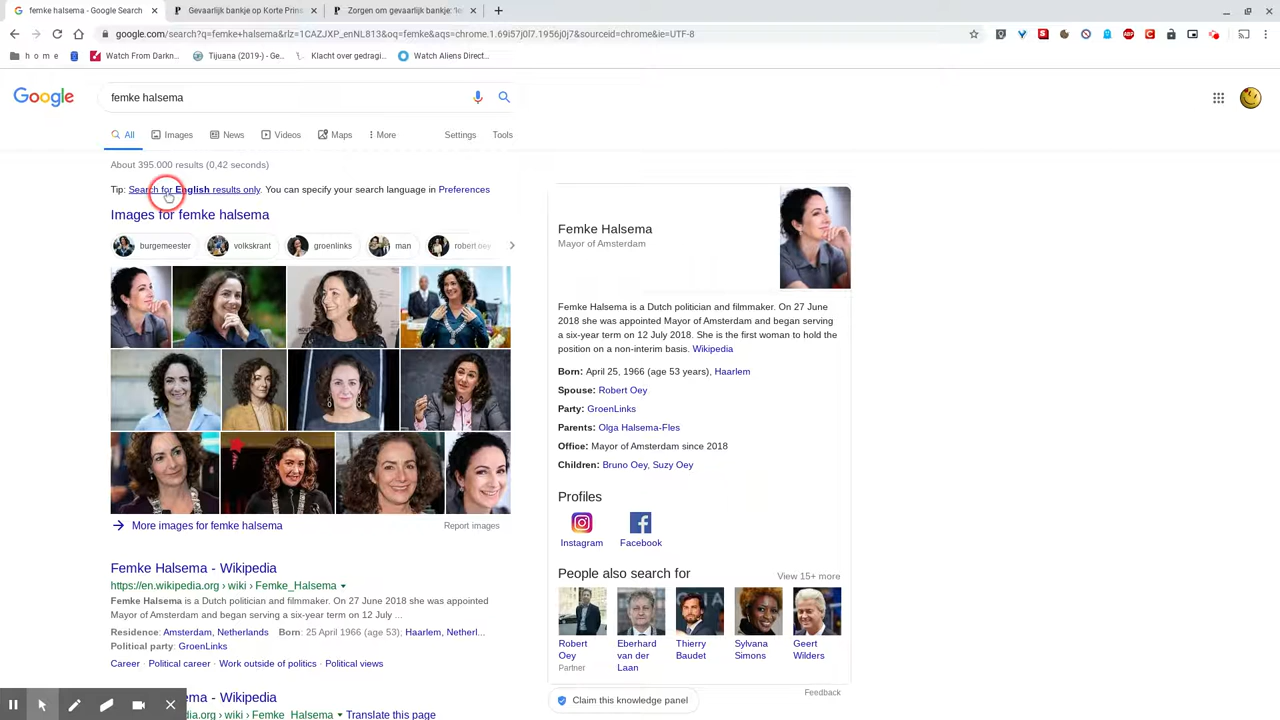 femke halsema - Google Search
Gevaarlijk bankje op Korte Prins
Zorgen om gevaarlijk bankje: 'Ie
google.com/search?q=femke+halsema&rlz=1CAZJXP_enNL813&oq=femke&aqs=chrome.1.69i57j0l7.1956j0j7&sourceid=chrome&ie=UTF-8
h o m e
Watch From Darkn...
Tijuana (2019-) - Ge...
Klacht over gedragi...
Watch Aliens Direct...
Google
femke halsema
All Images News Videos Maps More Settings Tools
About 395.000 results (0,42 seconds)
Tip: Search for English results only. You can specify your search language in Preferences
Images for femke halsema
burgemeester volkskrant groenlinks man robert oey
More images for femke halsema
Report images
Femke Halsema - Wikipedia
https://en.wikipedia.org › wiki › Femke_Halsema
Femke Halsema is a Dutch politician and filmmaker. On 27 June 2018 she was appointed
Mayor of Amsterdam and began serving a six-year term on 12 July ...
Residence: Amsterdam, Netherlands Born: 25 April 1966 (age 53); Haarlem, Netherl...
Political party: GroenLinks
Career · Political career · Work outside of politics · Political views
sema - Wikipedia
dia.org › wiki › Femke_Halsema Translate this page
Femke Halsema
Mayor of Amsterdam
Femke Halsema is a Dutch politician and filmmaker. On 27 June
2018 she was appointed Mayor of Amsterdam and began serving
a six-year term on 12 July 2018. She is the first woman to hold the
position on a non-interim basis. Wikipedia
Born: April 25, 1966 (age 53 years), Haarlem
Spouse: Robert Oey
Party: GroenLinks
Parents: Olga Halsema-Fles
Office: Mayor of Amsterdam since 2018
Children: Bruno Oey, Suzy Oey
Profiles
Instagram
Facebook
People also search for
View 15+ more
Robert
Oey
Partner
Eberhard
van der
Laan
Thierry
Baudet
Sylvana
Simons
Geert
Wilders
Claim this knowledge panel
Feedback